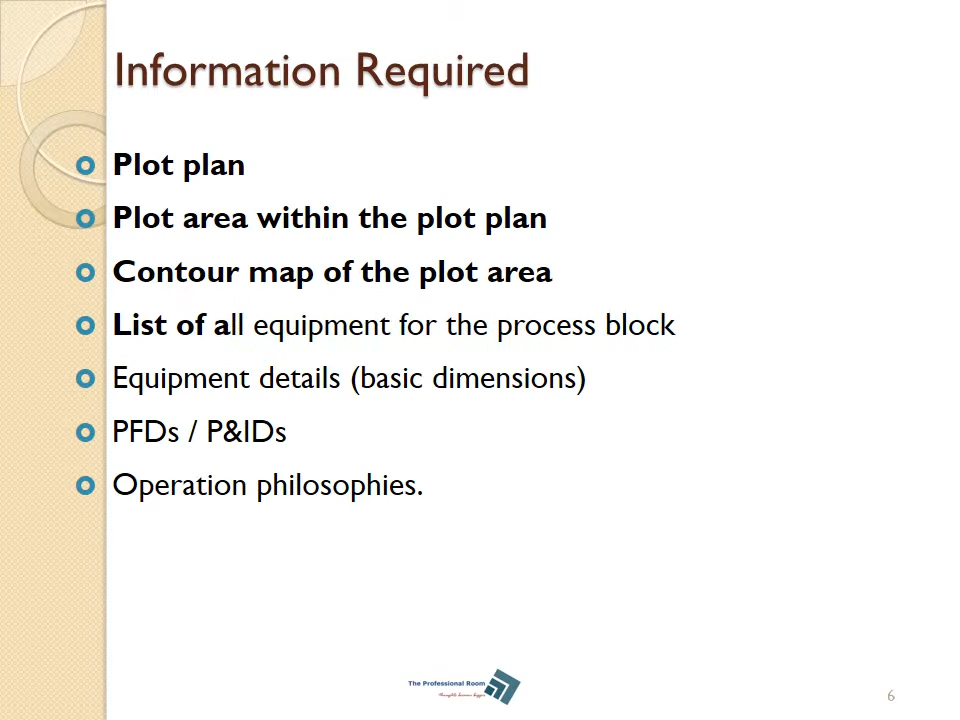 Information Required
Plot plan
Plot area within the plot plan
Contour map of the plot area
List of all equipment for the process block
Equipment details (basic dimensions)
PFDs / P&IDs
Operation philosophies.
The Professional Room
6